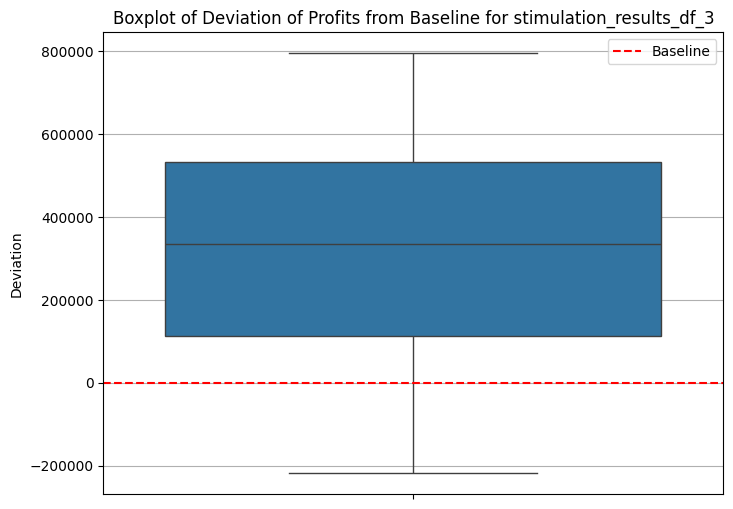 Boxplot of Deviation of Profits from Baseline for stimulation_results_df_3
Baseline
800000
600000
400000
200000
0
−200000
Deviation